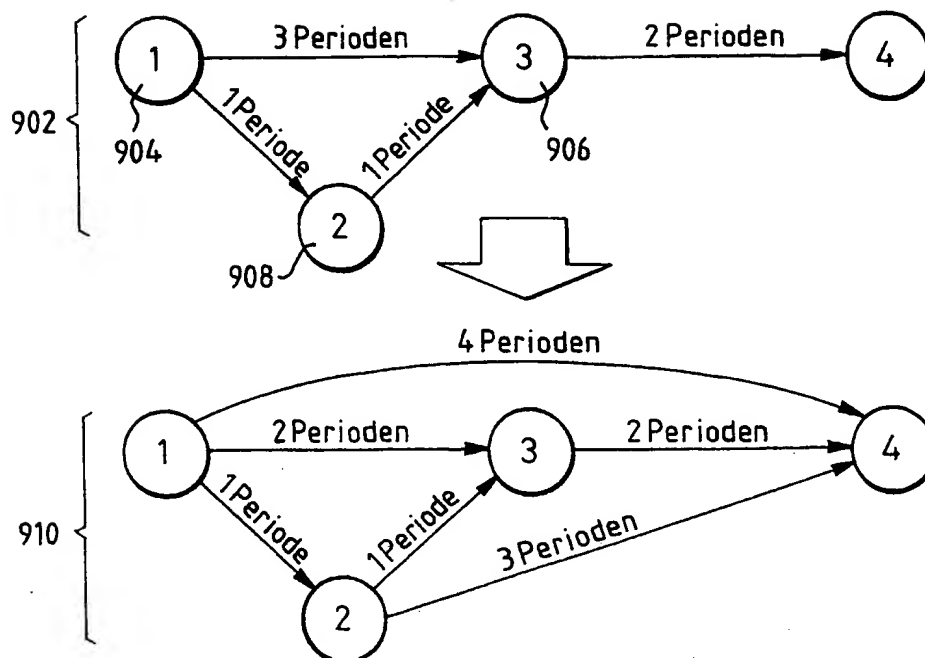 1
3 Perioden
3
2 Perioden
4
902
904
1 Periode
1 Periode
906
2
908
4 Perioden
1
2 Perioden
3
2 Perioden
4
910
1 Periode
1 Periode
3 Perioden
2